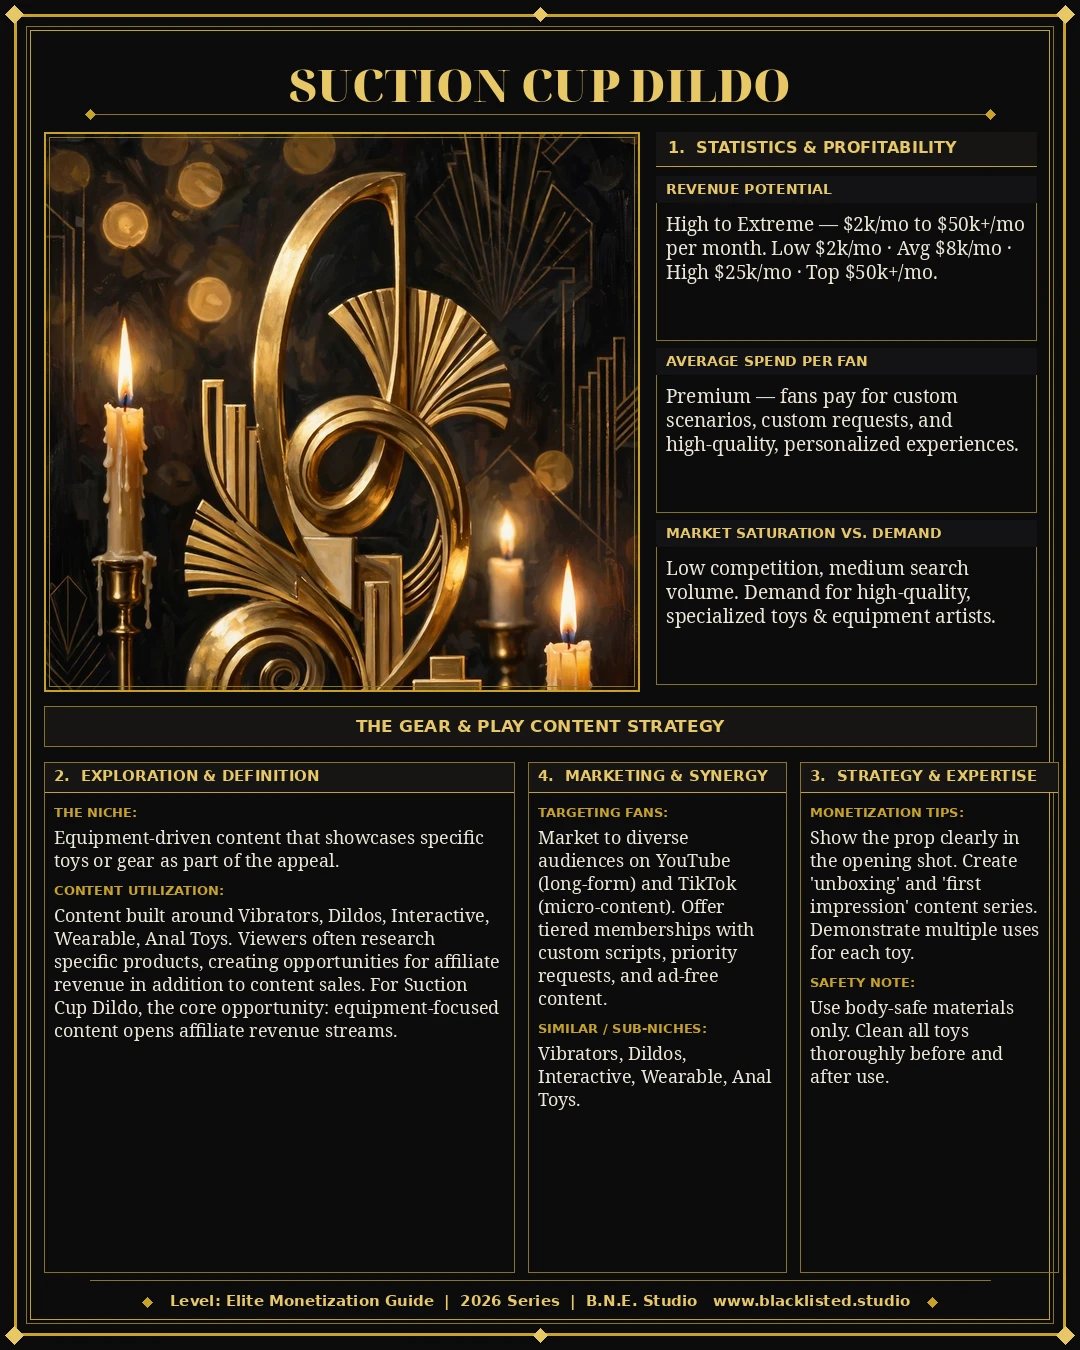 SUCTION CUP DILDO
1. STATISTICS & PROFITABILITY
REVENUE POTENTIAL
High to Extreme — $2k/mo to $50k+/mo
per month. Low $2k/mo · Avg $8k/mo ·
High $25k/mo · Top $50k+/mo.
AVERAGE SPEND PER FAN
Premium — fans pay for custom
scenarios, custom requests, and
high-quality, personalized experiences.
MARKET SATURATION VS. DEMAND
Low competition, medium search
volume. Demand for high-quality,
specialized toys & equipment artists.
THE GEAR & PLAY CONTENT STRATEGY
2. EXPLORATION & DEFINITION
THE NICHE:
Equipment-driven content that showcases specific
toys or gear as part of the appeal.
CONTENT UTILIZATION:
Content built around Vibrators, Dildos, Interactive,
Wearable, Anal Toys. Viewers often research
specific products, creating opportunities for affiliate
revenue in addition to content sales. For Suction
Cup Dildo, the core opportunity: equipment-focused
content opens affiliate revenue streams.
4. MARKETING & SYNERGY
TARGETING FANS:
Market to diverse
audiences on YouTube
(long-form) and TikTok
(micro-content). Offer
tiered memberships with
custom scripts, priority
requests, and ad-free
content.
SIMILAR / SUB-NICHES:
Vibrators, Dildos,
Interactive, Wearable, Anal
Toys.
3. STRATEGY & EXPERTISE
MONETIZATION TIPS:
Show the prop clearly in
the opening shot. Create
'unboxing' and 'first
impression' content series.
Demonstrate multiple uses
for each toy.
SAFETY NOTE:
Use body-safe materials
only. Clean all toys
thoroughly before and
after use.
Level: Elite Monetization Guide | 2026 Series | B.N.E. Studio www.blacklisted.studio